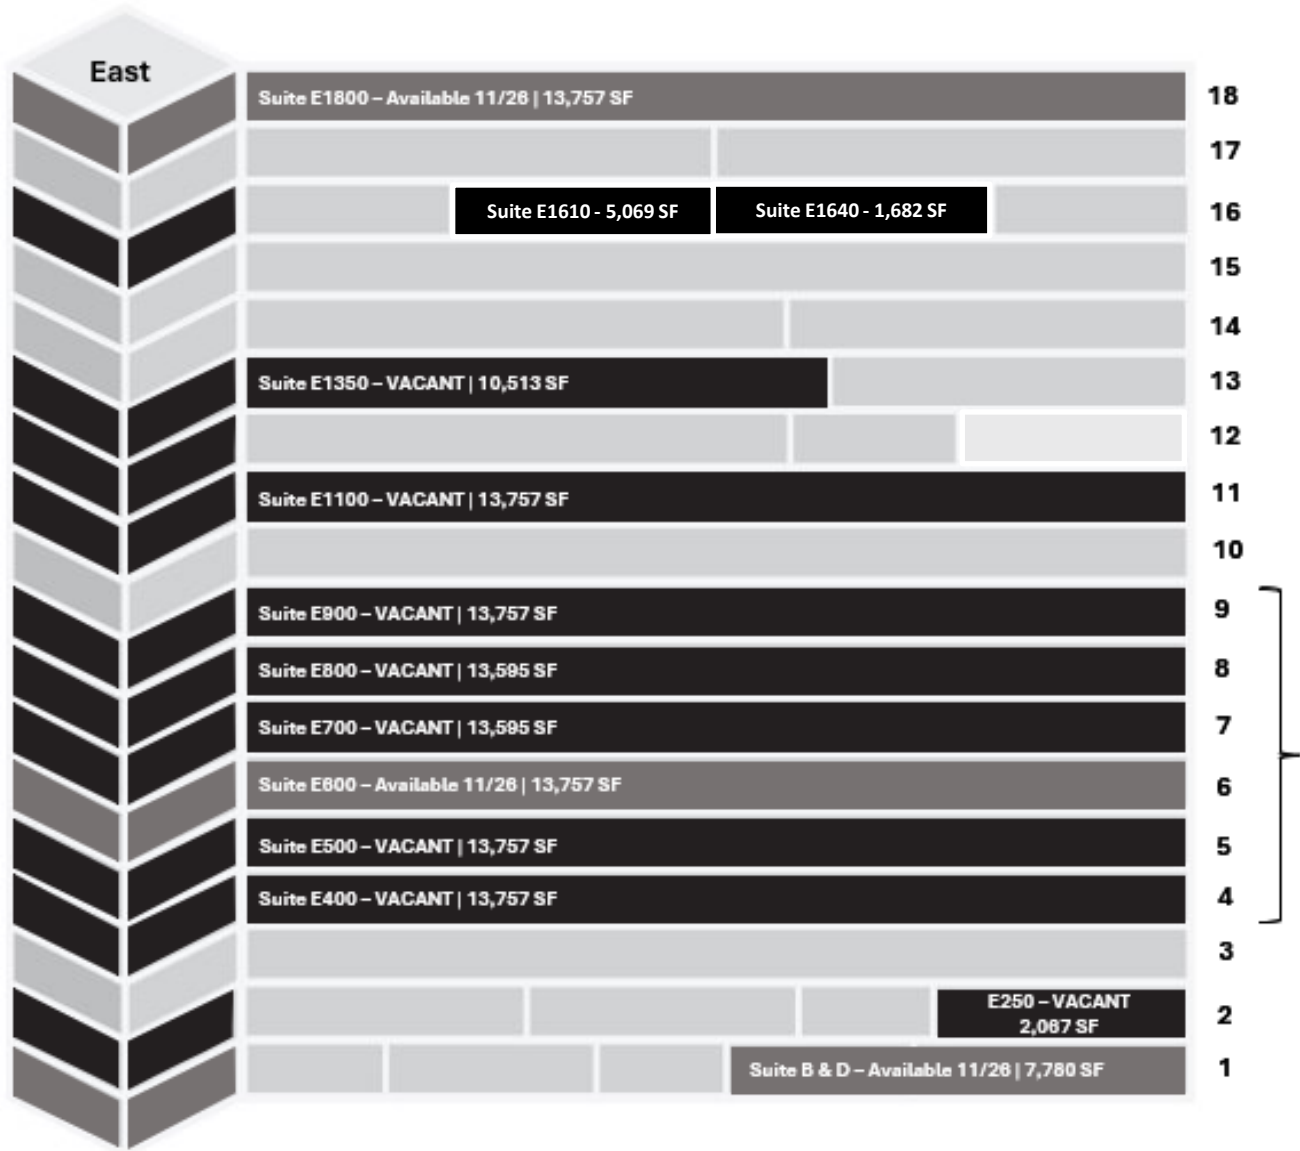 East
Suite E1800 – Available 11/26 | 13,757 SF
18
17
Suite E1610 - 5,069 SF
Suite E1640 - 1,682 SF
16
15
14
Suite E1350 – VACANT | 10,513 SF
13
12
Suite E1100 – VACANT | 13,757 SF
11
10
Suite E900 – VACANT | 13,757 SF
9
Suite E800 – VACANT | 13,595 SF
8
Suite E700 – VACANT | 13,595 SF
7
Suite E600 – Available 11/26 | 13,757 SF
6
Suite E500 – VACANT | 13,757 SF
5
Suite E400 – VACANT | 13,757 SF
4
3
E250 – VACANT
2,067 SF
2
Suite B & D – Available 11/26 | 7,780 SF
1